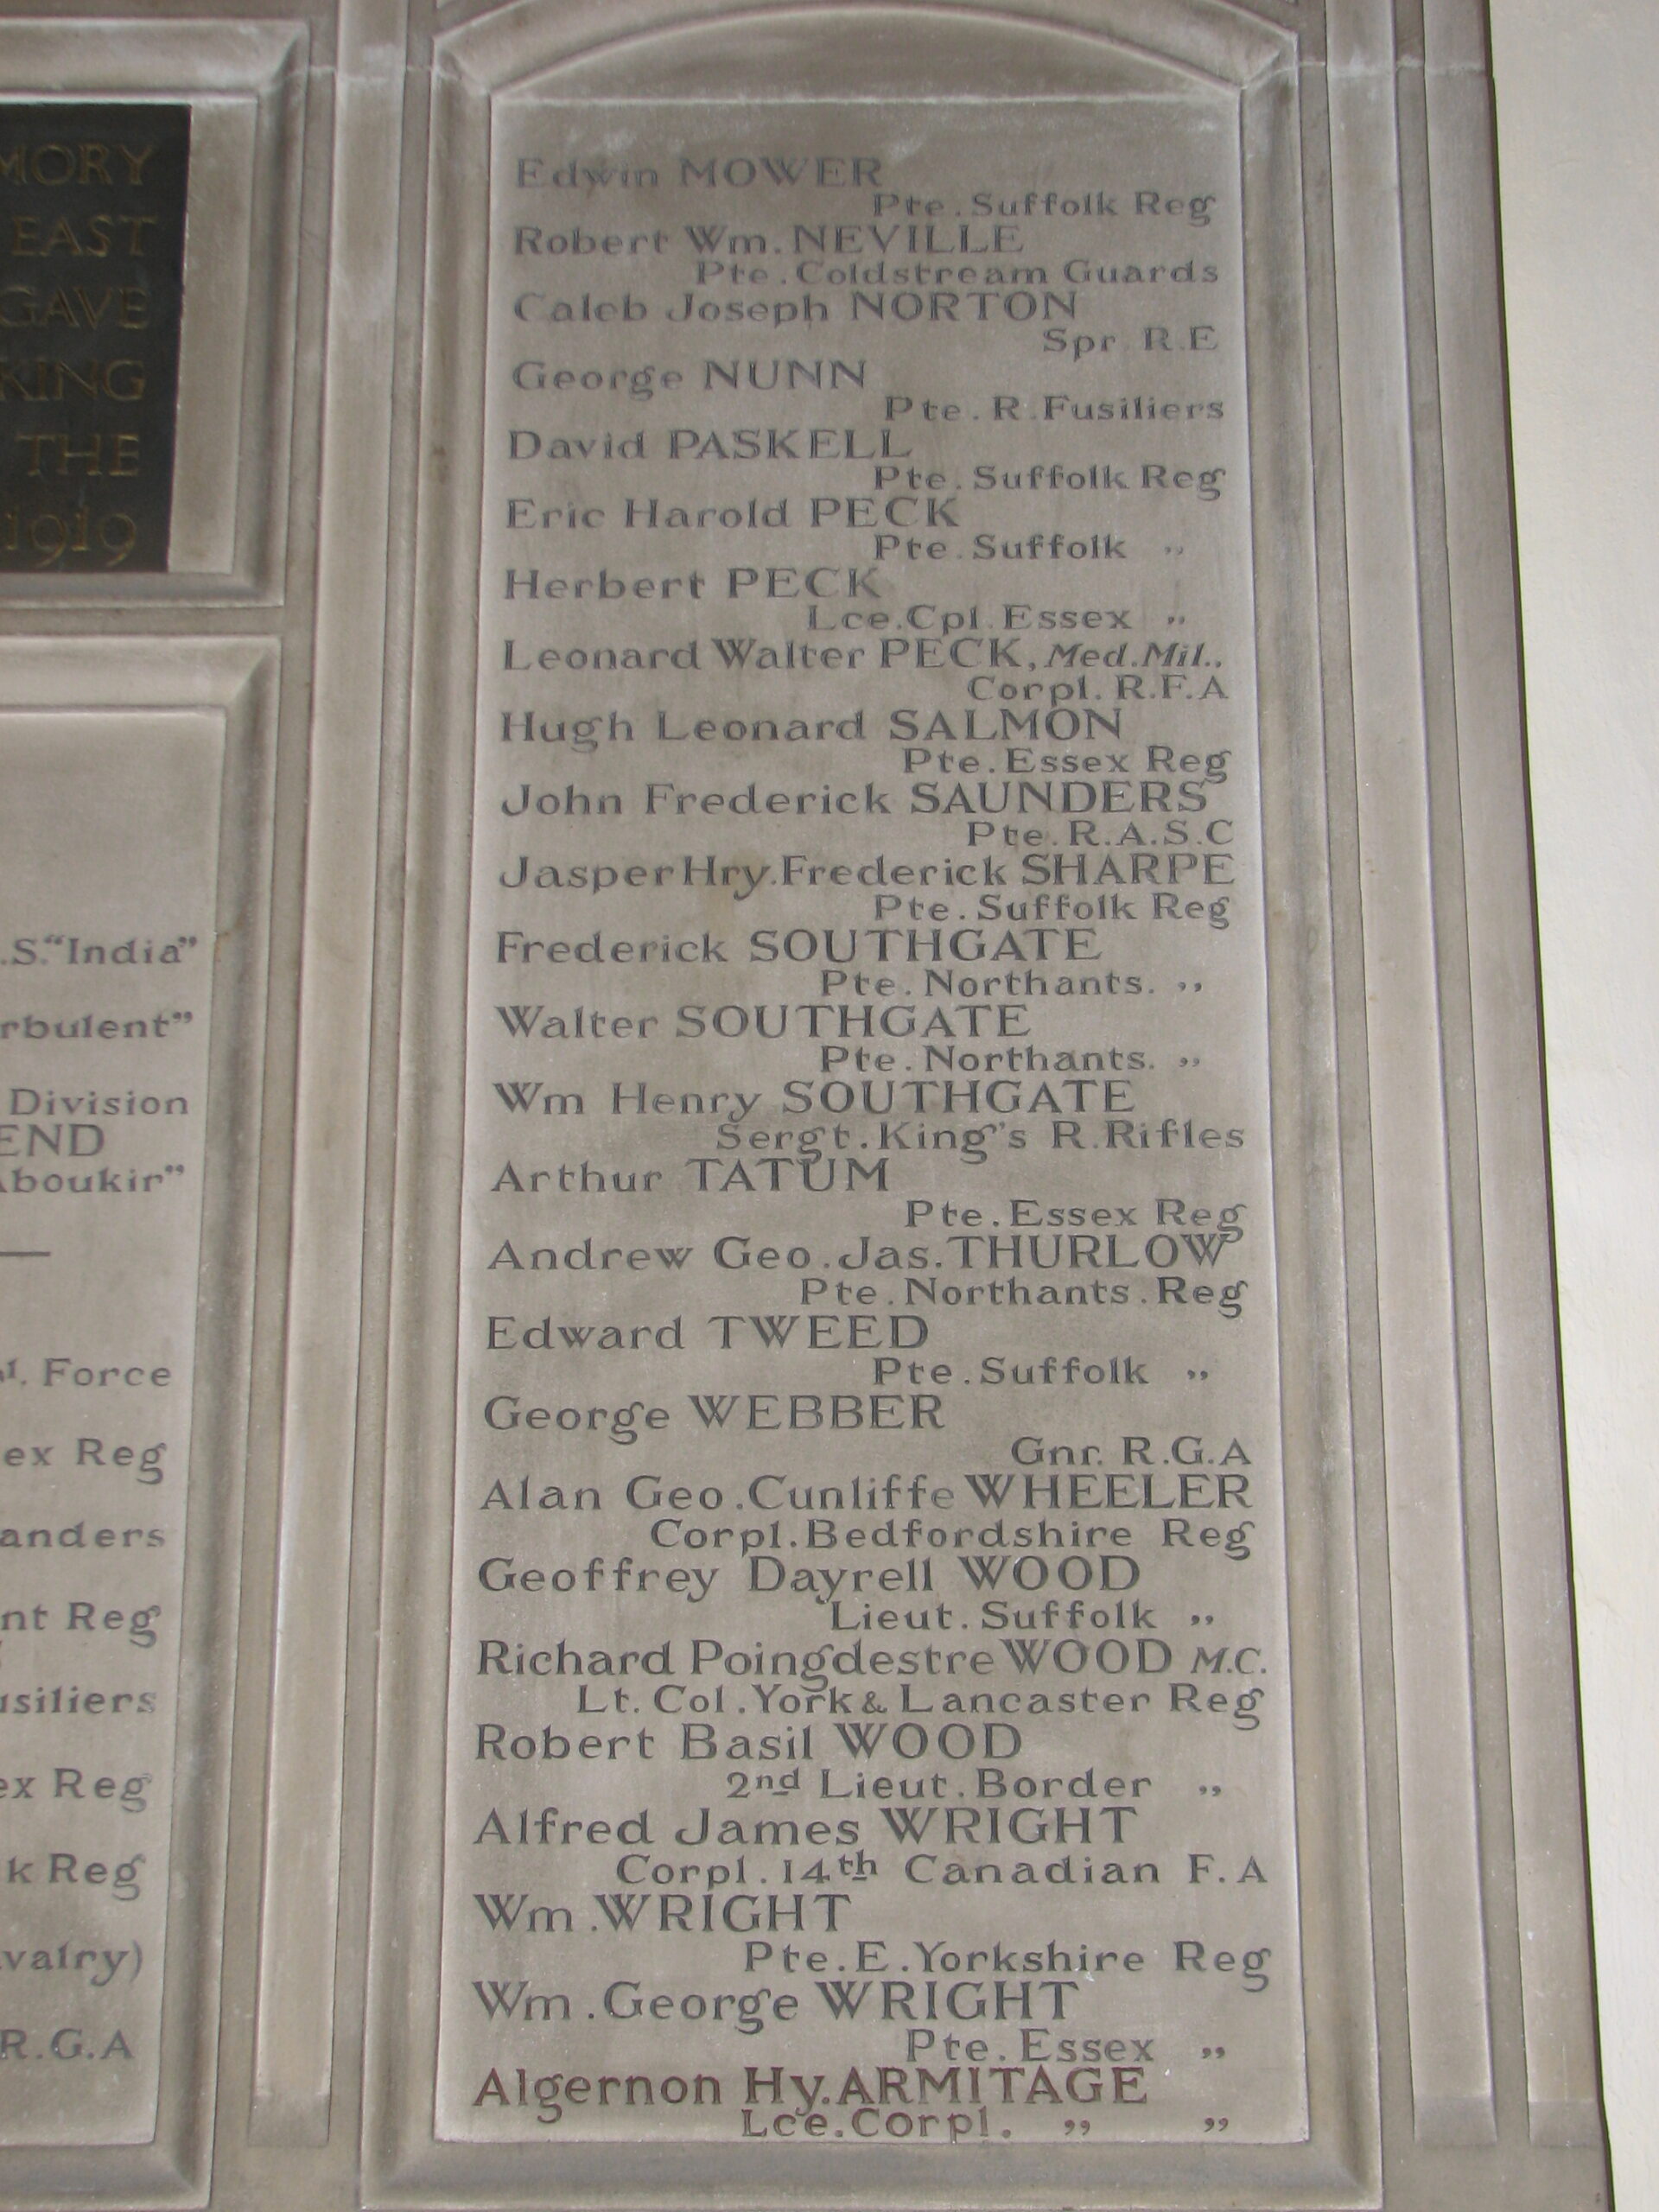 MORY
EAST
GAVE
KING
THE
1919
.S. "India"
rbulent"
Division
END
Aboukir"
Force
ex Reg
anders
nt Reg
usiliers
ex Reg
k Reg
valry)
R.G.A
Edwin MOWER
Pte. Suffolk Reg
Robert Wm. NEVILLE
Pte. Coldstream Guards
Caleb Joseph NORTON
Spr R.E
George NUNN
Pte. R. Fusiliers
David PASKELL
Pte. Suffolk Reg
Eric Harold PECK
Pte. Suffolk „
Herbert PECK
Lce. Cpl. Essex „
Leonard Walter PECK, Med. Mil.,
Corpl. R.F.A
Hugh Leonard SALMON
Pte. Essex Reg
John Frederick SAUNDERS
Pte. R.A.S.C
Jasper Hry. Frederick SHARPE
Pte. Suffolk Reg
Frederick SOUTHGATE
Pte. Northants. „
Walter SOUTHGATE
Pte. Northants. „
Wm Henry SOUTHGATE
Sergt. King's R. Rifles
Arthur TATUM
Pte. Essex Reg
Andrew Geo. Jas. THURLOW
Pte. Northants. Reg
Edward TWEED
Pte. Suffolk „
George WEBBER
Gnr. R.G.A
Alan Geo. Cunliffe WHEELER
Corpl. Bedfordshire Reg
Geoffrey Dayrell WOOD
Lieut. Suffolk „
Richard Poingdestre WOOD M.C.
Lt. Col. York & Lancaster Reg
Robert Basil WOOD
2nd Lieut. Border „
Alfred James WRIGHT
Corpl. 14th Canadian F.A
Wm. WRIGHT
Pte. E. Yorkshire Reg
Wm. George WRIGHT
Pte. Essex „
Algernon Hy. ARMITAGE
Lce. Corpl. „ „